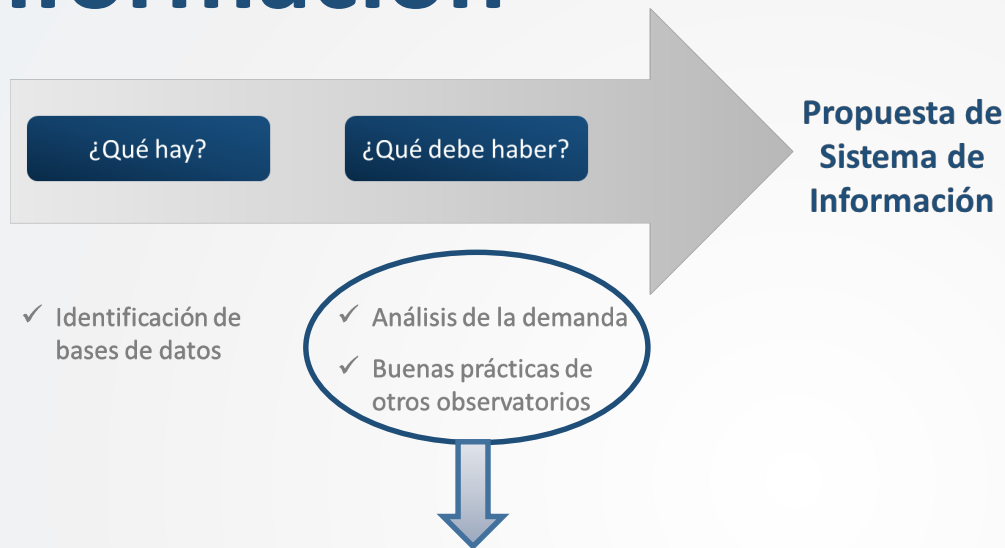 ¿Qué hay?
¿Qué debe haber?
Propuesta de
Sistema de
Información
✓ Identificación de
bases de datos
✓ Análisis de la demanda
✓ Buenas prácticas de
otros observatorios